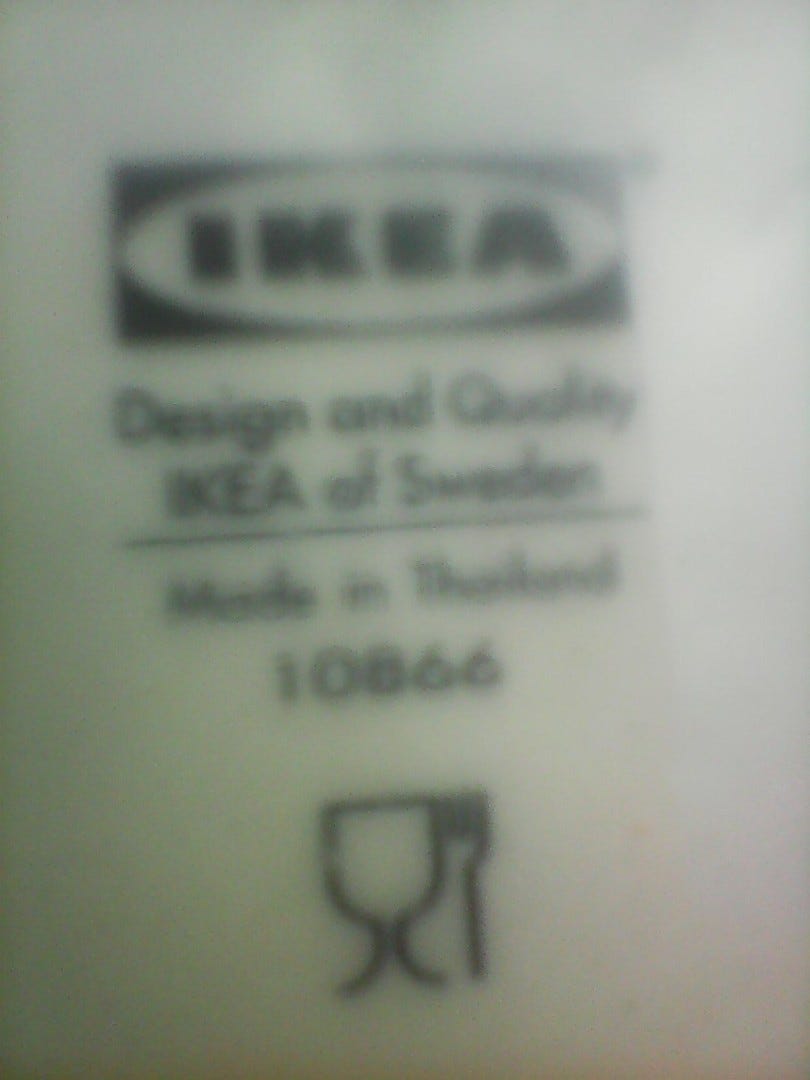 IKEA
Design and Quality
IKEA of Sweden
Made in Thailand
10866